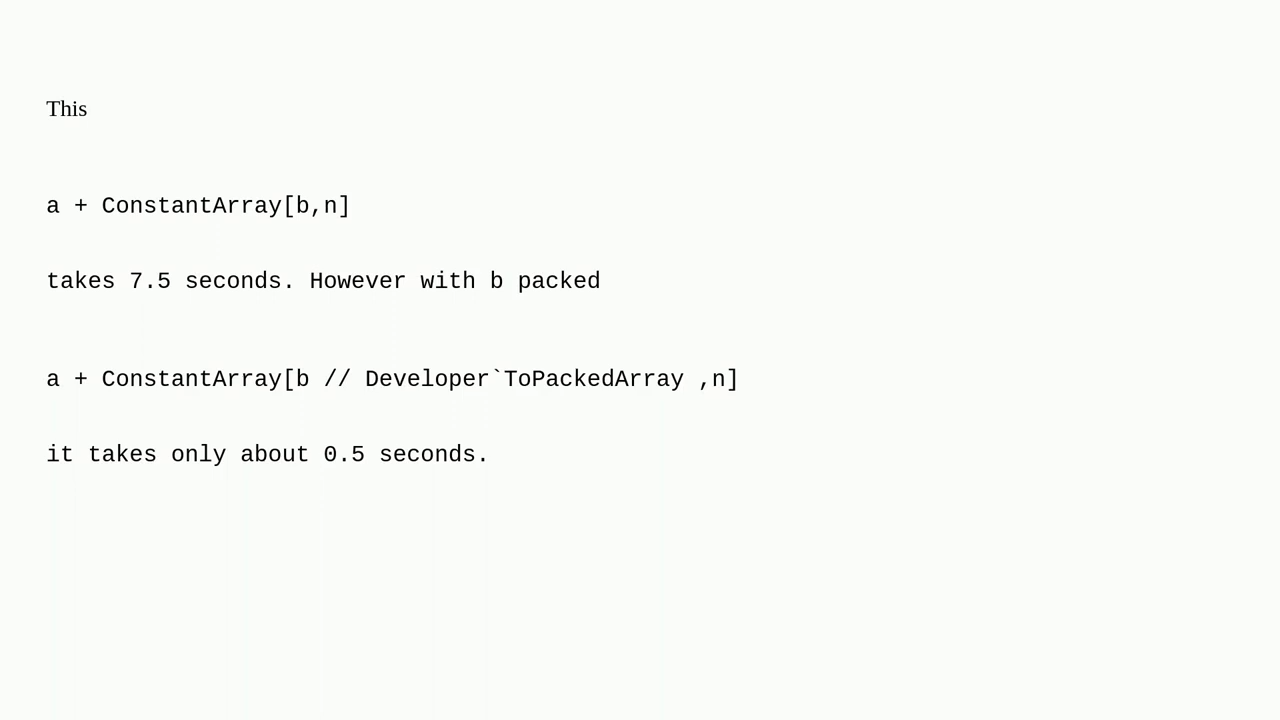 This
a + ConstantArray[b,n]
takes 7.5 seconds. However with b packed
a + ConstantArray[b // Developer`ToPackedArray ,n]
it takes only about 0.5 seconds.